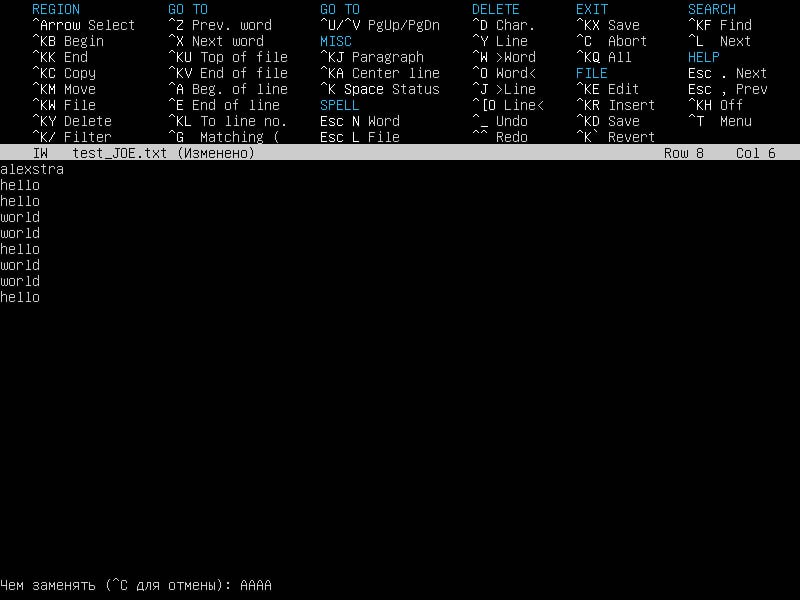 REGION GO TO GO TO DELETE EXIT SEARCH
^Arrow Select ^Z Prev. word ^U/^V PgUp/PgDn ^D Char. ^KX Save ^KF Find
^KB Begin ^X Next word MISC ^Y Line ^C Abort ^L Next
^KK End ^KU Top of file ^KJ Paragraph ^W >Word ^KQ All HELP
^KC Copy ^KV End of file ^KA Center line ^O Word< FILE Esc . Next
^KM Move ^A Beg. of line ^K Space Status ^J >Line ^KE Edit Esc , Prev
^KW File ^E End of line SPELL ^[O Line< ^KR Insert ^KH Off
^KY Delete ^KL To line no. Esc N Word ^_ Undo ^KD Save ^T Menu
^K/ Filter ^G Matching ( Esc L File ^^ Redo ^K` Revert
IW test_JOE.txt (Изменено) Row 8 Col 6
alexstra
hello
hello
world
world
hello
world
world
hello
Чем заменять (^C для отмены): AAAA